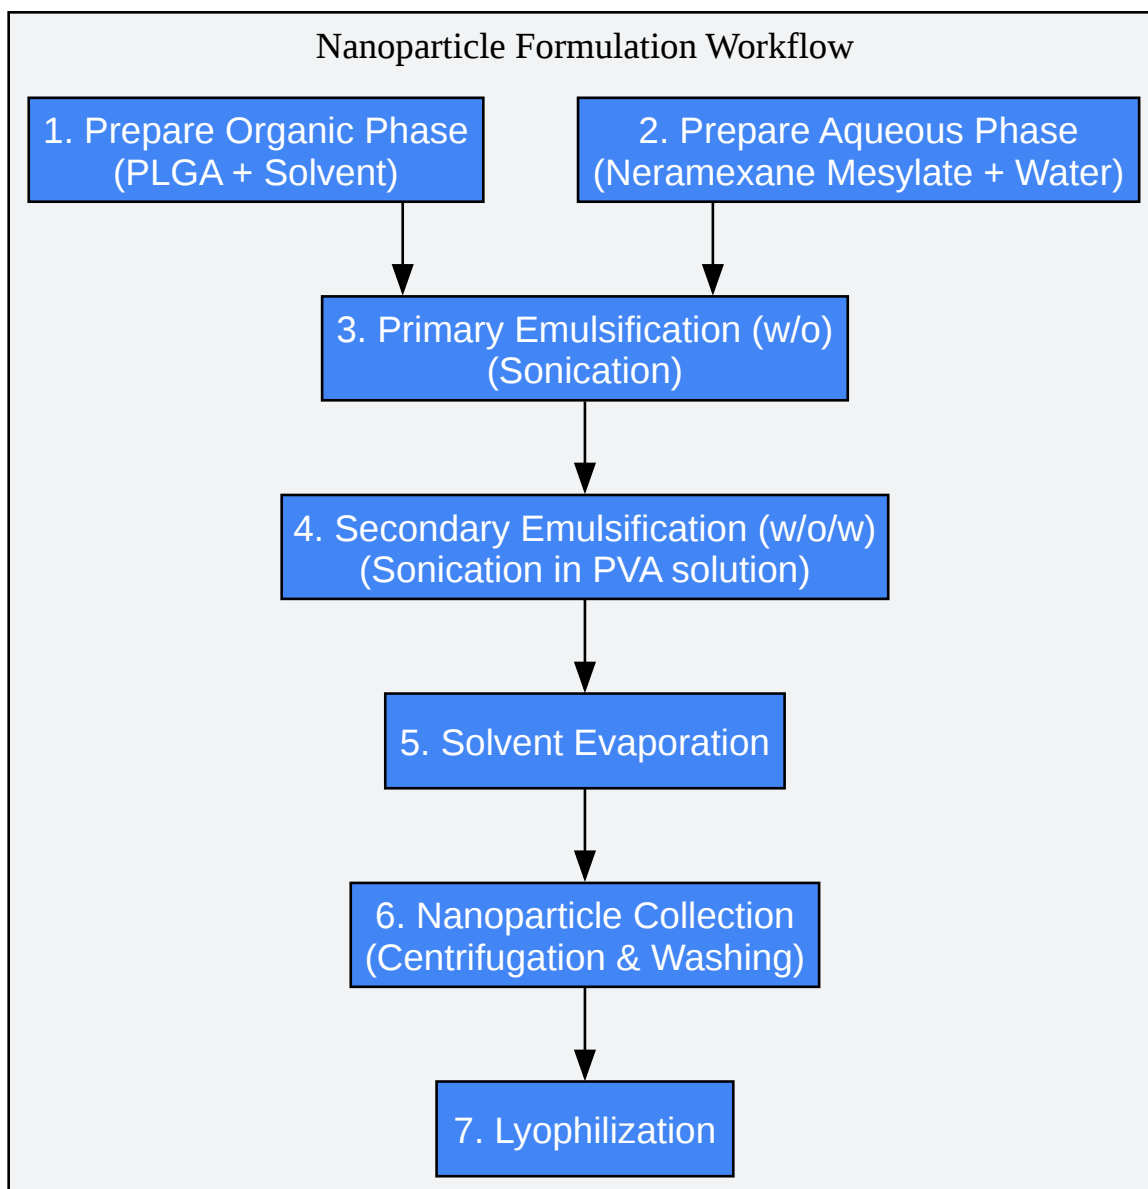 Nanoparticle Formulation Workflow
1. Prepare Organic Phase
(PLGA + Solvent)
2. Prepare Aqueous Phase
(Neramexane Mesylate + Water)
3. Primary Emulsification (w/o)
(Sonication)
4. Secondary Emulsification (w/o/w)
(Sonication in PVA solution)
5. Solvent Evaporation
6. Nanoparticle Collection
(Centrifugation & Washing)
7. Lyophilization